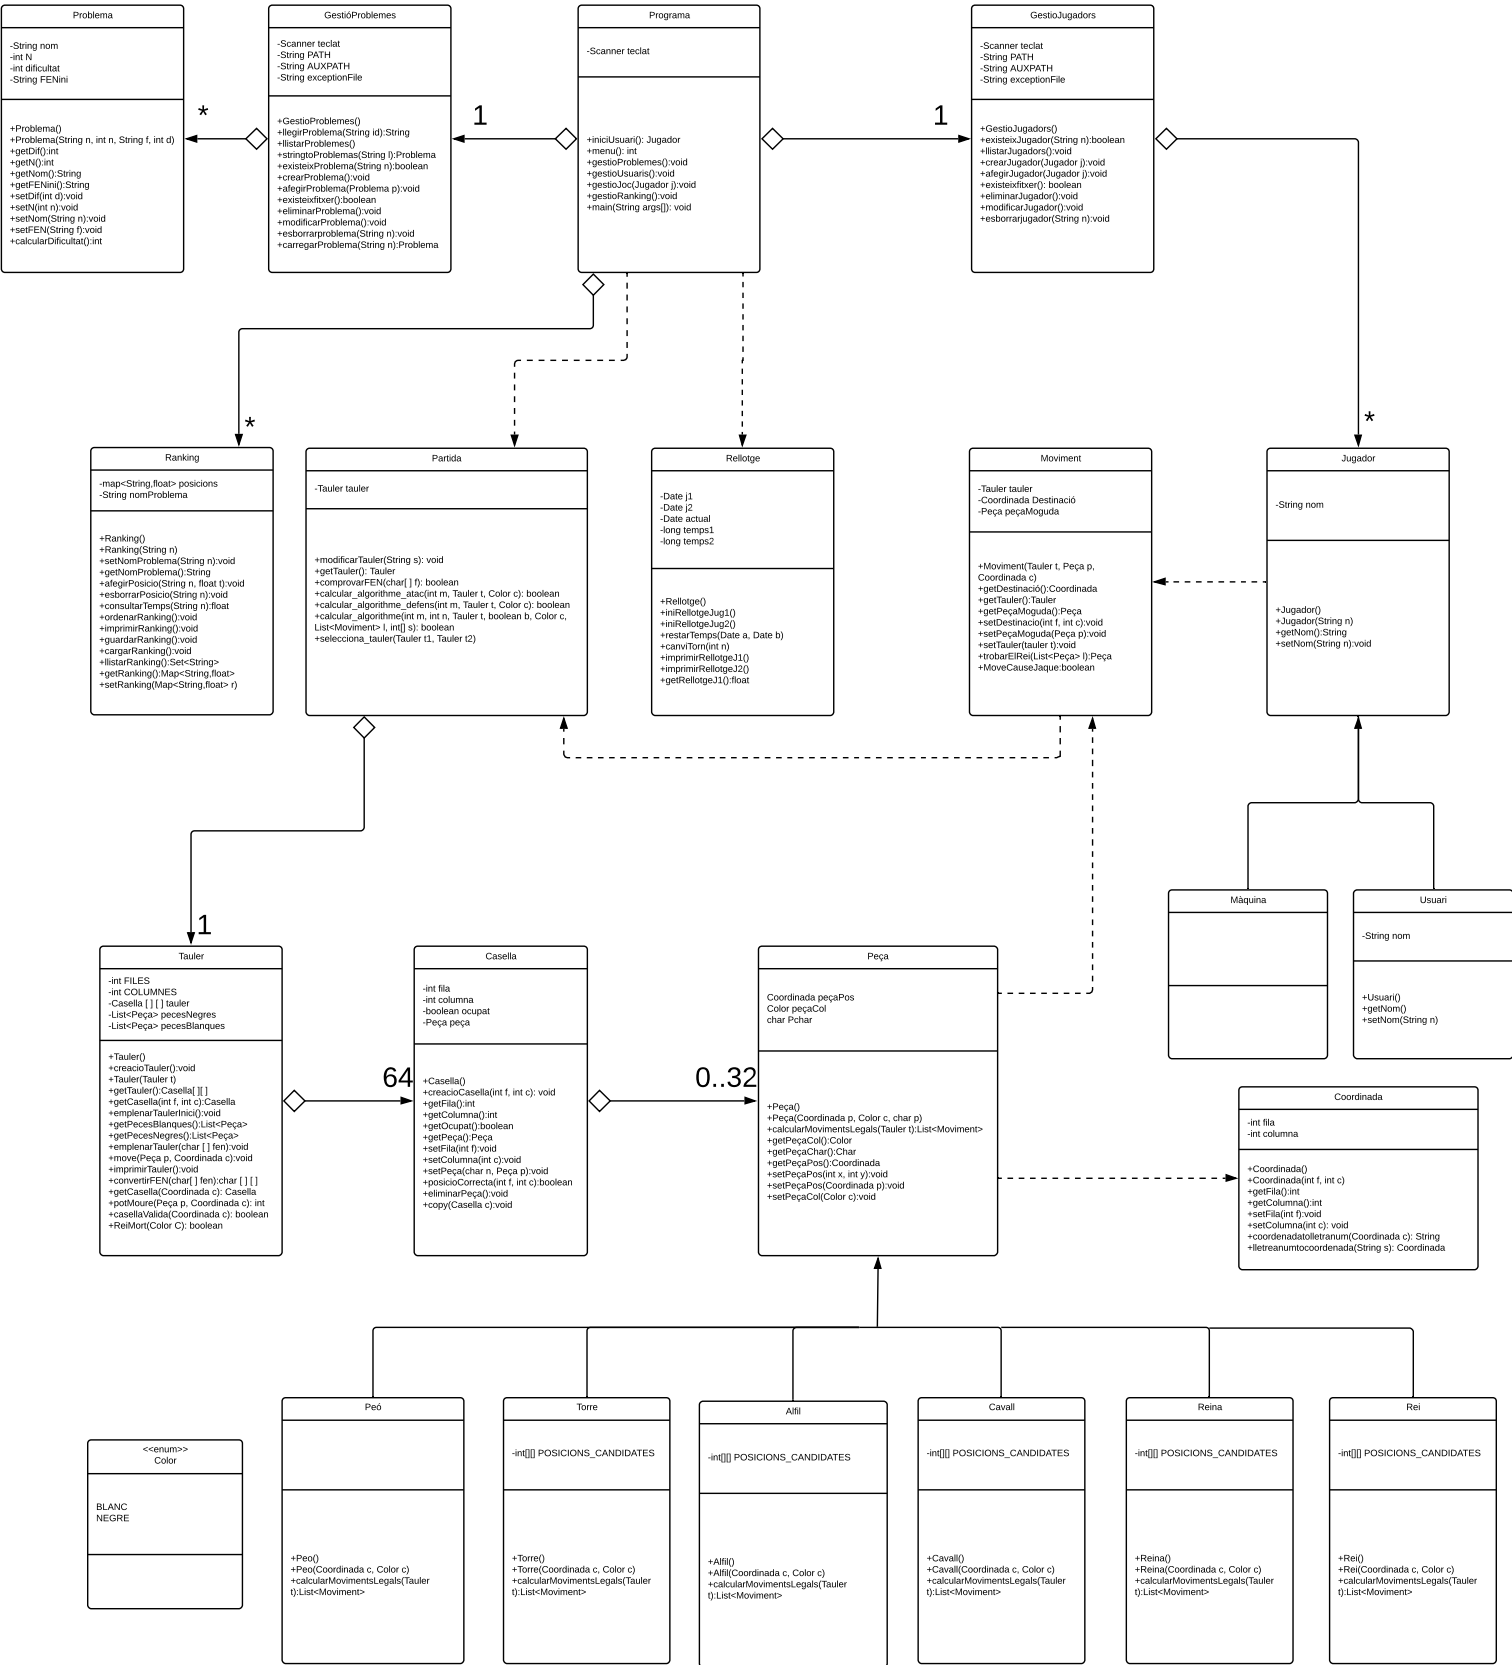 Problema
-String nom
-int N
-int dificultat
-String FENini
+Problema()
+Problema(String n, int n, String f, int d)
+getDif():int
+getN():int
+getNom():String
+getFENini():String
+setDif(int d):void
+setN(int n):void
+setNom(String n):void
+setFEN(String f):void
+calcularDificultat():int
*
GestióProblemes
-Scanner teclat
-String PATH
-String AUXPATH
-String exceptionFile
+GestioProblemes()
+llegirProblema(String id):String
+llistarProblemes()
+stringtoProblemas(String l):Problema
+existeixProblema(String n):boolean
+crearProblema():void
+afegirProblema(Problema p):void
+existeixfitxer():boolean
+eliminarProblema():void
+modificarProblema():void
+esborrarproblema(String n):void
+carregarProblema(String n):Problema
1
Programa
-Scanner teclat
+iniciUsuari(): Jugador
+menu(): int
+gestioProblemes():void
+gestioUsuaris():void
+gestioJoc(Jugador j):void
+gestioRanking():void
+main(String args[]): void
1
GestioJugadors
-Scanner teclat
-String PATH
-String AUXPATH
-String exceptionFile
+GestioJugadors()
+existeixJugador(String n):boolean
+llistarJugadors():void
+crearJugador(Jugador j):void
+afegirJugador(Jugador j):void
+existeixfitxer(): boolean
+eliminarJugador():void
+modificarJugador():void
+esborrarjugador(String n):void
*
Ranking
-map<String,float> posicions
-String nomProblema
+Ranking()
+Ranking(String n)
+setNomProblema(String n):void
+getNomProblema():String
+afegirPosicio(String n, float t):void
+esborrarPosicio(String n):void
+consultarTemps(String n):float
+ordenarRanking():void
+imprimirRanking():void
+guardarRanking():void
+cargarRanking():void
+llistarRanking():Set<String>
+getRanking():Map<String,float>
+setRanking(Map<String,float> r)
Partida
-Tauler tauler
+modificarTauler(String s): void
+getTauler(): Tauler
+comprovarFEN(char[ ] f): boolean
+calcular_algorithme_atac(int m, Tauler t, Color c): boolean
+calcular_algorithme_defens(int m, Tauler t, Color c): boolean
+calcular_algorithme(int m, int n, Tauler t, boolean b, Color c,
List<Moviment> l, int[] s): boolean
+selecciona_tauler(Tauler t1, Tauler t2)
Rellotge
-Date j1
-Date j2
-Date actual
-long temps1
-long temps2
+Rellotge()
+iniRellotgeJug1()
+iniRellotgeJug2()
+restarTemps(Date a, Date b)
+canviTorn(int n)
+imprimirRellotgeJ1()
+imprimirRellotgeJ2()
+getRellotgeJ1():float
Moviment
-Tauler tauler
-Coordinada Destinació
-Peça peçaMoguda
+Moviment(Tauler t, Peça p,
Coordinada c)
+getDestinació():Coordinada
+getTauler():Tauler
+getPeçaMoguda():Peça
+setDestinacio(int f, int c):void
+setPeçaMoguda(Peça p):void
+setTauler(tauler t):void
+trobarElRei(List<Peça> l):Peça
+MoveCauseJaque:boolean
*
Jugador
-String nom
+Jugador()
+Jugador(String n)
+getNom():String
+setNom(String n):void
Màquina
Usuari
-String nom
+Usuari()
+getNom()
+setNom(String n)
1
Tauler
-int FILES
-int COLUMNES
-Casella [ ] [ ] tauler
-List<Peça> pecesNegres
-List<Peça> pecesBlanques
+Tauler()
+creacioTauler():void
+Tauler(Tauler t)
+getTauler():Casella[ ][ ]
+getCasella(int f, int c):Casella
+emplenarTaulerInici():void
+getPecesBlanques():List<Peça>
+getPecesNegres():List<Peça>
+emplenarTauler(char [ ] fen):void
+move(Peça p, Coordinada c):void
+imprimirTauler():void
+convertirFEN(char[ ] fen):char [ ] [ ]
+getCasella(Coordinada c): Casella
+potMoure(Peça p, Coordinada c): int
+casellaValida(Coordinada c): boolean
+ReiMort(Color C): boolean
64
Casella
-int fila
-int columna
-boolean ocupat
-Peça peça
+Casella()
+creacioCasella(int f, int c): void
+getFila():int
+getColumna():int
+getOcupat():boolean
+getPeça():Peça
+setFila(int f):void
+setColumna(int c):void
+setPeça(char n, Peça p):void
+posicioCorrecta(int f, int c):boolean
+eliminarPeça():void
+copy(Casella c):void
0..32
Peça
Coordinada peçaPos
Color peçaCol
char Pchar
+Peça()
+Peça(Coordinada p, Color c, char p)
+calcularMovimentsLegals(Tauler t):List<Moviment>
+getPeçaCol():Color
+getPeçaChar():Char
+getPeçaPos():Coordinada
+setPeçaPos(int x, int y):void
+setPeçaPos(Coordinada p):void
+setPeçaCol(Color c):void
Coordinada
-int fila
-int columna
+Coordinada()
+Coordinada(int f, int c)
+getFila():int
+getColumna():int
+setFila(int f):void
+setColumna(int c): void
+coordenadatolletranum(Coordinada c): String
+lletreanumtocoordenada(String s): Coordinada
<<enum>>
Color
BLANC
NEGRE
Peó
+Peo()
+Peo(Coordinada c, Color c)
+calcularMovimentsLegals(Tauler
t):List<Moviment>
Torre
-int[][] POSICIONS_CANDIDATES
+Torre()
+Torre(Coordinada c, Color c)
+calcularMovimentsLegals(Tauler
t):List<Moviment>
Alfil
-int[][] POSICIONS_CANDIDATES
+Alfil()
+Alfil(Coordinada c, Color c)
+calcularMovimentsLegals(Tauler
t):List<Moviment>
Cavall
-int[][] POSICIONS_CANDIDATES
+Cavall()
+Cavall(Coordinada c, Color c)
+calcularMovimentsLegals(Tauler
t):List<Moviment>
Reina
-int[][] POSICIONS_CANDIDATES
+Reina()
+Reina(Coordinada c, Color c)
+calcularMovimentsLegals(Tauler
t):List<Moviment>
Rei
-int[][] POSICIONS_CANDIDATES
+Rei()
+Rei(Coordinada c, Color c)
+calcularMovimentsLegals(Tauler
t):List<Moviment>